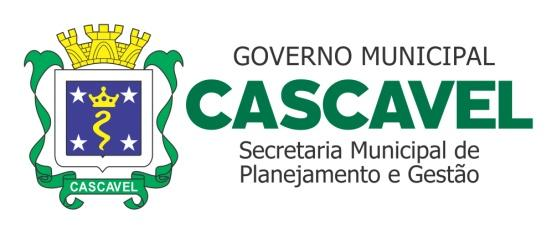 GOVERNO MUNICIPAL
CASCAVEL
Secretaria Municipal de
Planejamento e Gestão
CASCAVEL